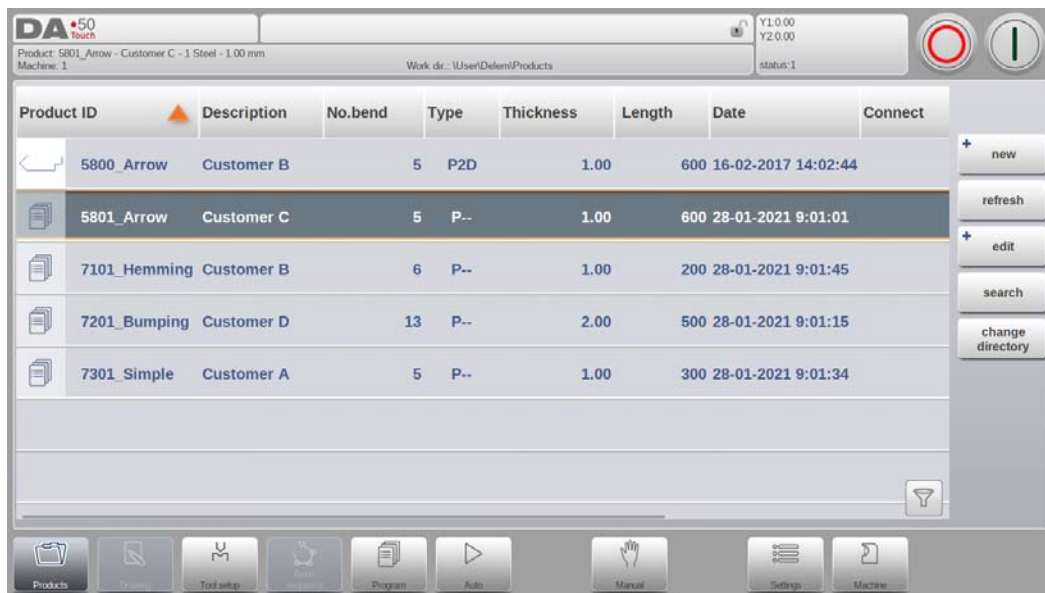 DA 50
Touch
Product: 5801_Arrow - Customer C - 1 Steel - 1.00 mm
Machine: 1
Work dir.: \User\Delem\Products
Y1:0.00
Y2:0.00
status:1
Product ID Description No.bend Type Thickness Length Date Connect
5800_Arrow Customer B 5 P2D 1.00 600 16-02-2017 14:02:44
5801_Arrow Customer C 5 P-- 1.00 600 28-01-2021 9:01:01
7101_Hemming Customer B 6 P-- 1.00 200 28-01-2021 9:01:45
7201_Bumping Customer D 13 P-- 2.00 500 28-01-2021 9:01:15
7301_Simple Customer A 5 P-- 1.00 300 28-01-2021 9:01:34
+ new
refresh
+ edit
search
change
directory
Products Drawing Tool setup Bend
sequence Program Auto Manual Settings Machine